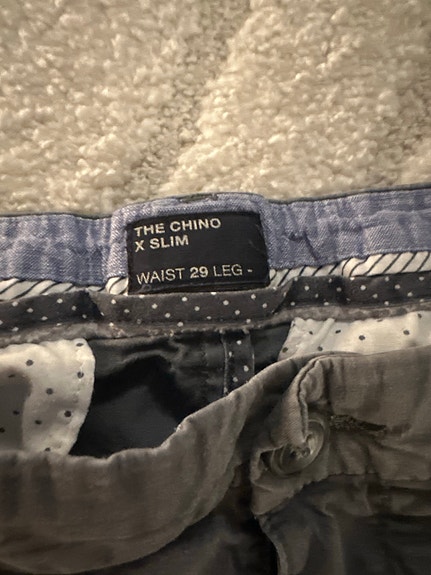 THE CHINO
X SLIM
WAIST 29 LEG -